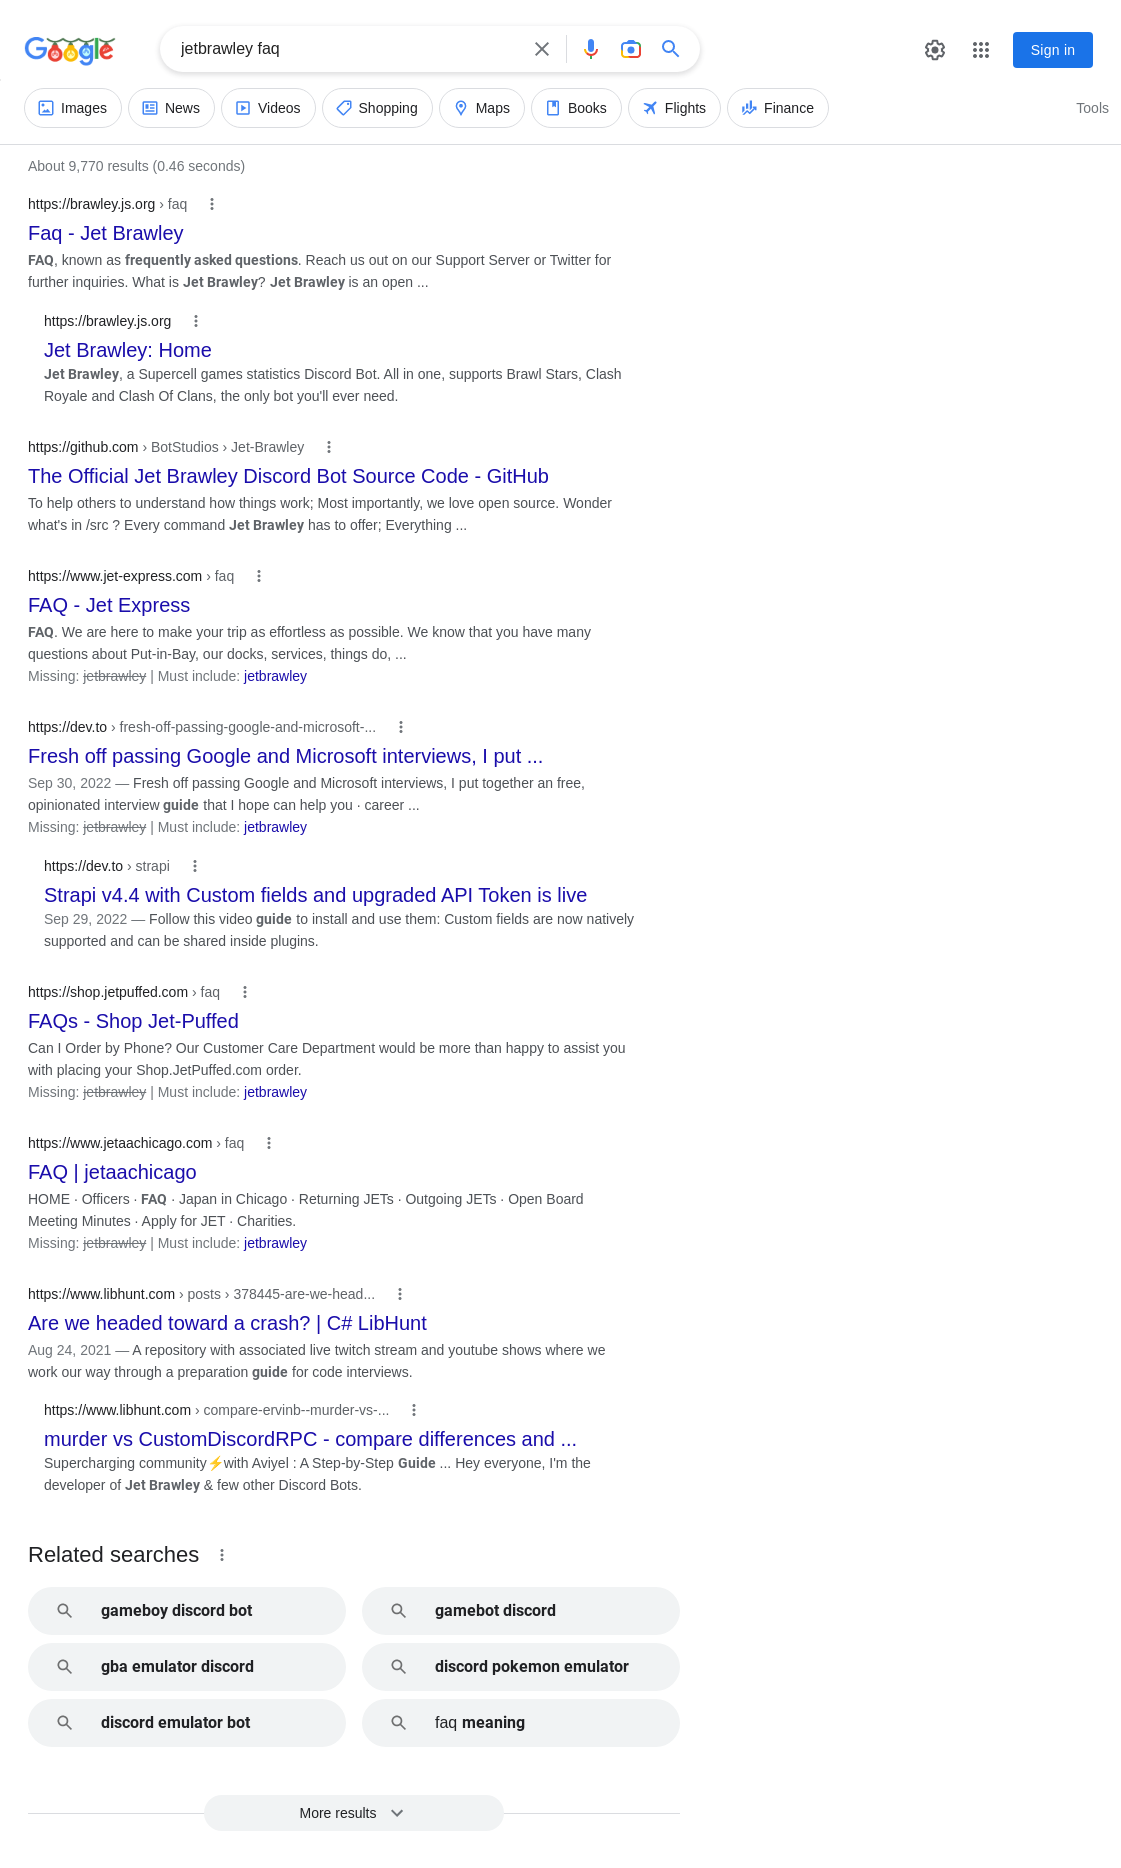 Google
jetbrawley faq
Sign in
Images News Videos Shopping Maps Books Flights Finance Tools
About 9,770 results (0.46 seconds)
https://brawley.js.org › faq
Faq - Jet Brawley
FAQ, known as frequently asked questions. Reach us out on our Support Server or Twitter for
further inquiries. What is Jet Brawley? Jet Brawley is an open ...
https://brawley.js.org
Jet Brawley: Home
Jet Brawley, a Supercell games statistics Discord Bot. All in one, supports Brawl Stars, Clash
Royale and Clash Of Clans, the only bot you'll ever need.
https://github.com › BotStudios › Jet-Brawley
The Official Jet Brawley Discord Bot Source Code - GitHub
To help others to understand how things work; Most importantly, we love open source. Wonder
what's in /src ? Every command Jet Brawley has to offer; Everything ...
https://www.jet-express.com › faq
FAQ - Jet Express
FAQ. We are here to make your trip as effortless as possible. We know that you have many
questions about Put-in-Bay, our docks, services, things do, ...
Missing: jetbrawley | Must include: jetbrawley
https://dev.to › fresh-off-passing-google-and-microsoft-...
Fresh off passing Google and Microsoft interviews, I put ...
Sep 30, 2022 — Fresh off passing Google and Microsoft interviews, I put together an free,
opinionated interview guide that I hope can help you · career ...
Missing: jetbrawley | Must include: jetbrawley
https://dev.to › strapi
Strapi v4.4 with Custom fields and upgraded API Token is live
Sep 29, 2022 — Follow this video guide to install and use them: Custom fields are now natively
supported and can be shared inside plugins.
https://shop.jetpuffed.com › faq
FAQs - Shop Jet-Puffed
Can I Order by Phone? Our Customer Care Department would be more than happy to assist you
with placing your Shop.JetPuffed.com order.
Missing: jetbrawley | Must include: jetbrawley
https://www.jetaachicago.com › faq
FAQ | jetaachicago
HOME · Officers · FAQ · Japan in Chicago · Returning JETs · Outgoing JETs · Open Board
Meeting Minutes · Apply for JET · Charities.
Missing: jetbrawley | Must include: jetbrawley
https://www.libhunt.com › posts › 378445-are-we-head...
Are we headed toward a crash? | C# LibHunt
Aug 24, 2021 — A repository with associated live twitch stream and youtube shows where we
work our way through a preparation guide for code interviews.
https://www.libhunt.com › compare-ervinb--murder-vs-...
murder vs CustomDiscordRPC - compare differences and ...
Supercharging community⚡with Aviyel : A Step-by-Step Guide ... Hey everyone, I'm the
developer of Jet Brawley & few other Discord Bots.
Related searches
gameboy discord bot
gamebot discord
gba emulator discord
discord pokemon emulator
discord emulator bot
faq meaning
More results